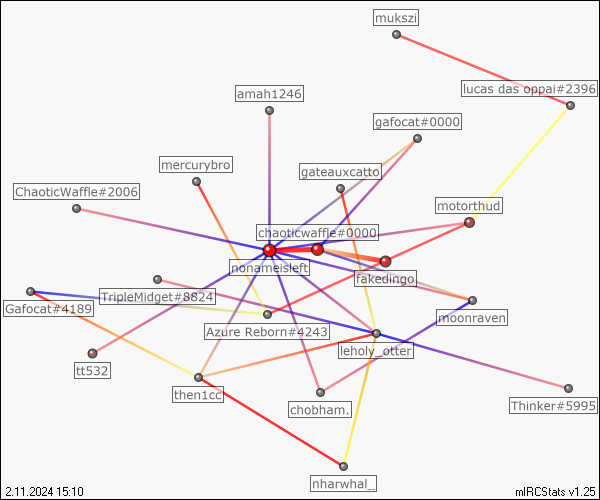 mukszi
lucas das oppai#2396
amah1246
gafocat#0000
mercurybro
gateauxcatto
ChaoticWaffle#2006
motorthud
chaoticwaffle#0000
nonameisleft
fakedingo
TripleMidget#8824
Gafocat#4189
moonraven
Azure Reborn#4243
leholy_otter
tt532
then1cc
chobham.
Thinker#5995
nharwhal_
2.11.2024 15:10
mIRCStats v1.25